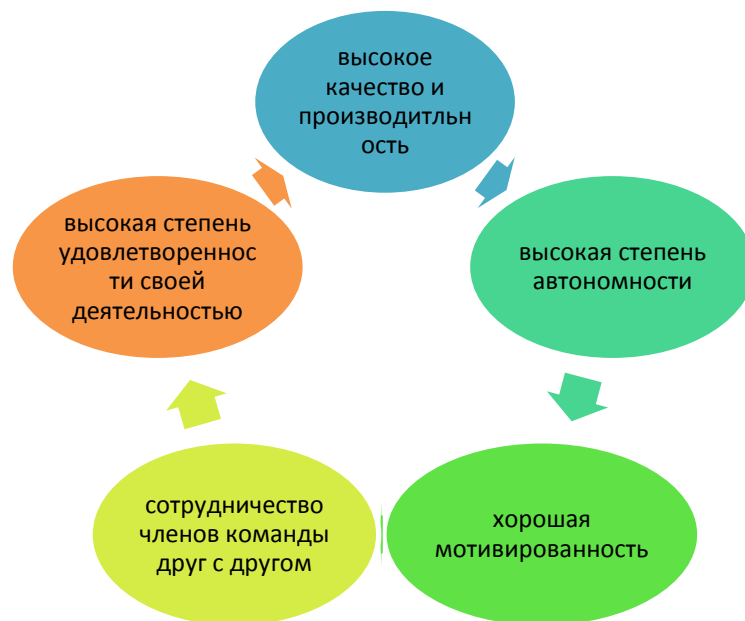 высокое
качество и
производитльн
ость
высокая степень
автономности
хорошая
мотивированность
сотрудничество
членов команды
друг с другом
высокая степень
удовлетвореннос
ти своей
деятельностью